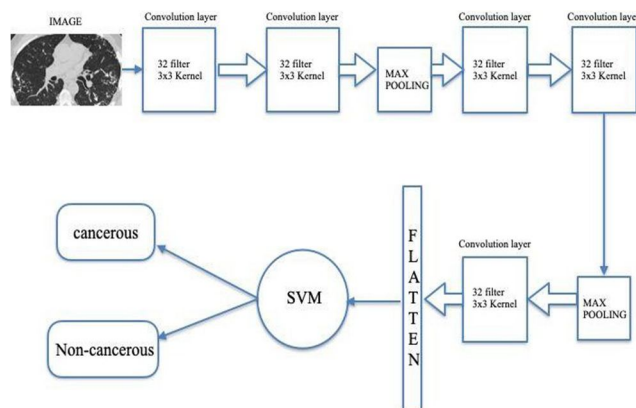 IMAGE
Convolution layer
32 filter
3x3 Kernel
Convolution layer
32 filter
3x3 Kernel
MAX
POOLING
Convolution layer
32 filter
3x3 Kernel
Convolution layer
32 filter
3x3 Kernel
MAX
POOLING
Convolution layer
32 filter
3x3 Kernel
FLATTEN
SVM
cancerous
Non-cancerous